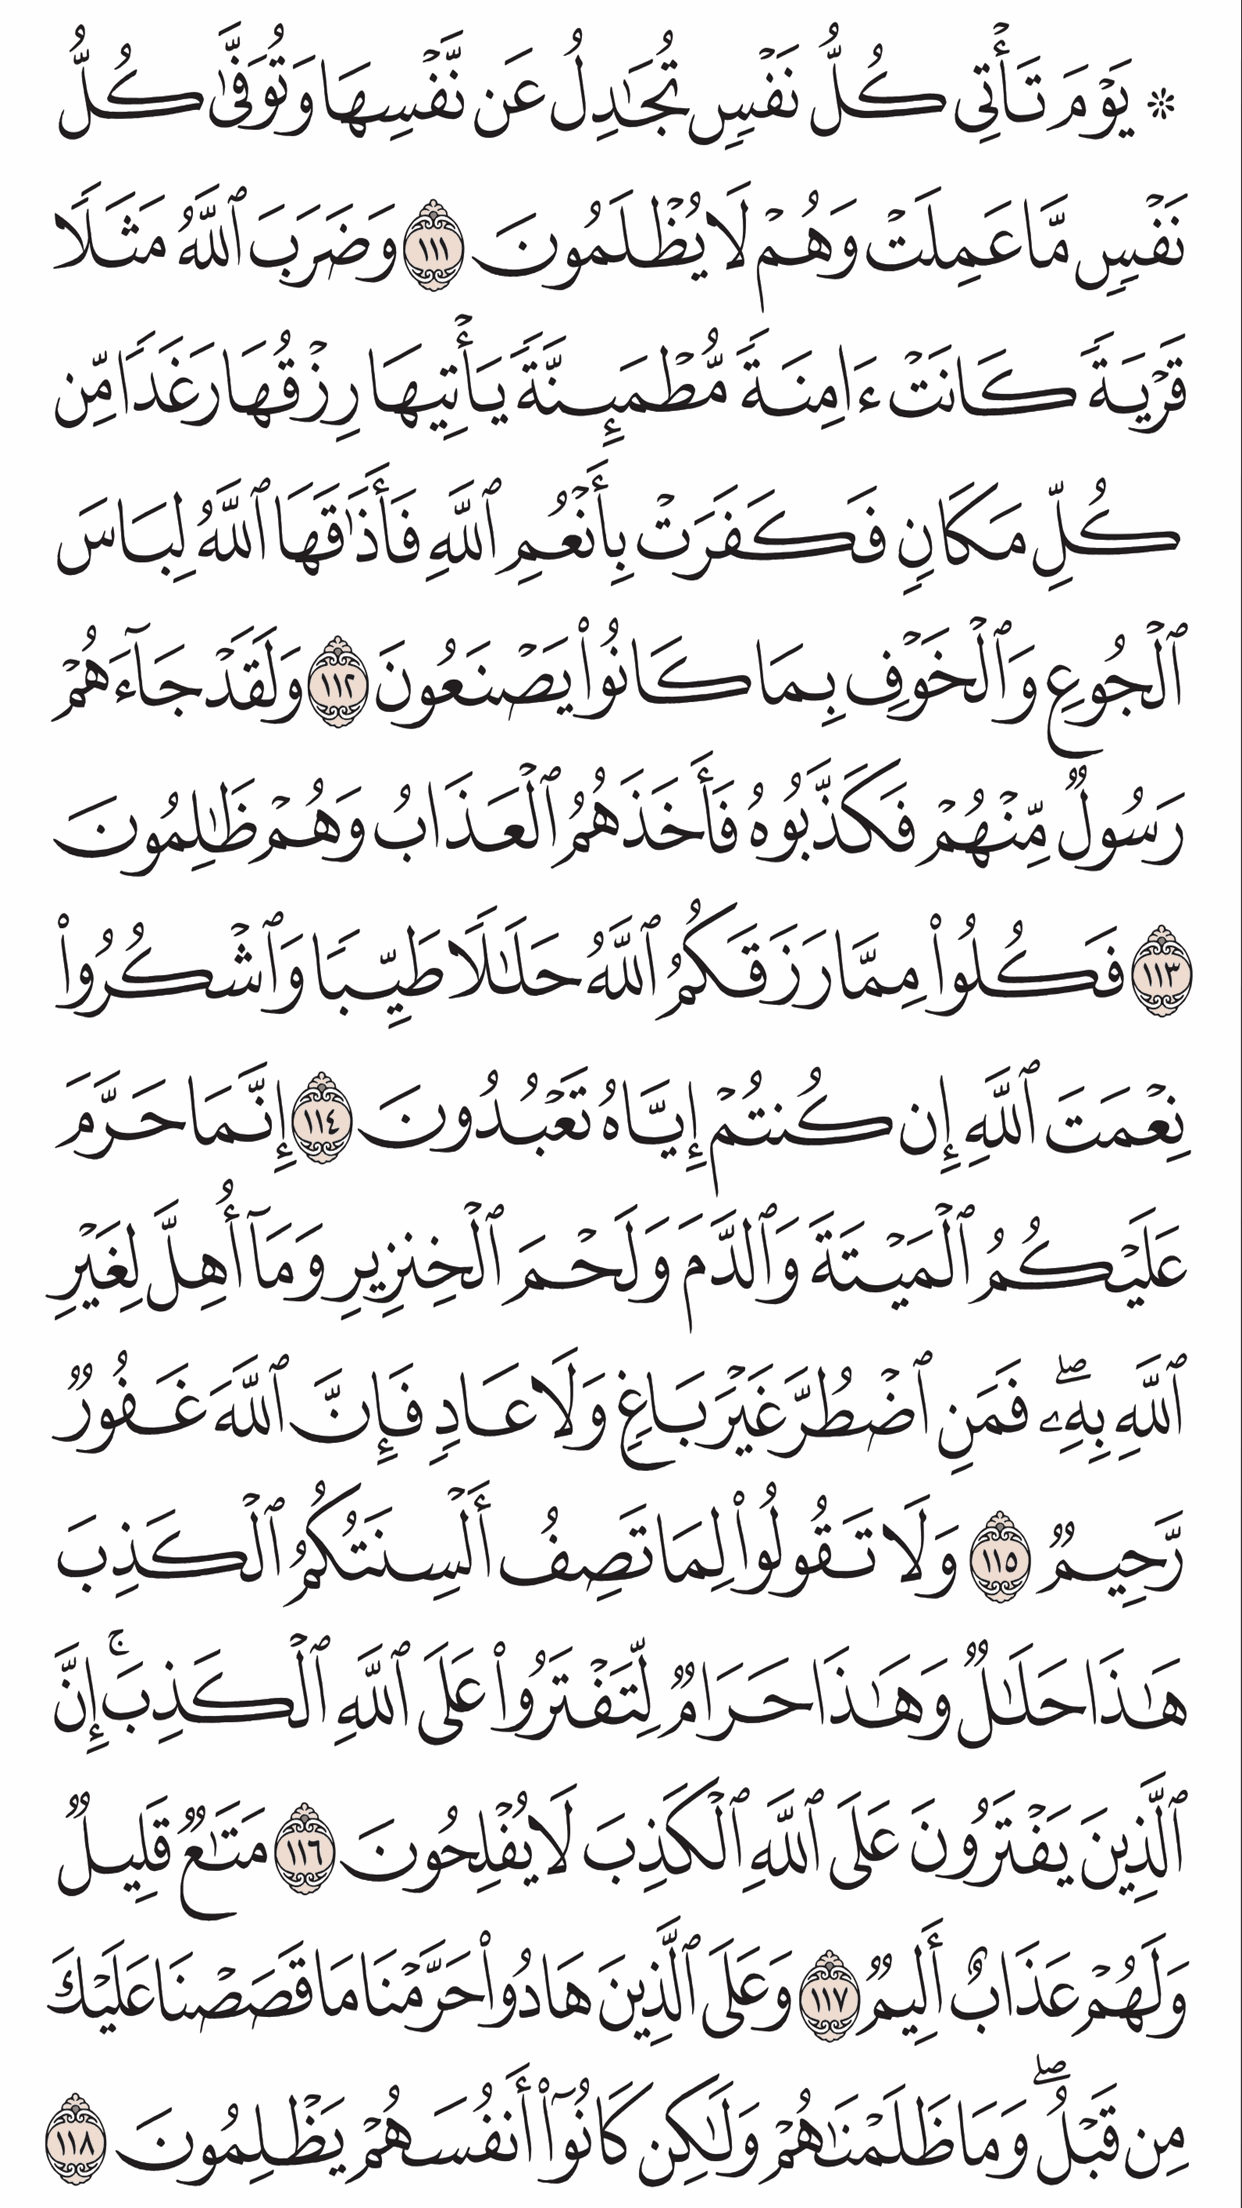 ۞ يَوۡمَ تَأۡتِي كُلُّ نَفۡسٖ تُجَٰدِلُ عَن نَّفۡسِهَا وَتُوَفَّىٰ كُلُّ
نَفۡسٖ مَّا عَمِلَتۡ وَهُمۡ لَا يُظۡلَمُونَ ١١١ وَضَرَبَ ٱللَّهُ مَثَلٗا
قَرۡيَةٗ كَانَتۡ ءَامِنَةٗ مُّطۡمَئِنَّةٗ يَأۡتِيهَا رِزۡقُهَا رَغَدٗا مِّن
كُلِّ مَكَانٖ فَكَفَرَتۡ بِأَنۡعُمِ ٱللَّهِ فَأَذَٰقَهَا ٱللَّهُ لِبَاسَ
ٱلۡجُوعِ وَٱلۡخَوۡفِ بِمَا كَانُواْ يَصۡنَعُونَ ١١٢ وَلَقَدۡ جَآءَهُمۡ
رَسُولٞ مِّنۡهُمۡ فَكَذَّبُوهُ فَأَخَذَهُمُ ٱلۡعَذَابُ وَهُمۡ ظَٰلِمُونَ
١١٣ فَكُلُواْ مِمَّا رَزَقَكُمُ ٱللَّهُ حَلَٰلٗا طَيِّبٗا وَٱشۡكُرُواْ
نِعۡمَتَ ٱللَّهِ إِن كُنتُمۡ إِيَّاهُ تَعۡبُدُونَ ١١٤ إِنَّمَا حَرَّمَ
عَلَيۡكُمُ ٱلۡمَيۡتَةَ وَٱلدَّمَ وَلَحۡمَ ٱلۡخِنزِيرِ وَمَآ أُهِلَّ لِغَيۡرِ
ٱللَّهِ بِهِۦۖ فَمَنِ ٱضۡطُرَّ غَيۡرَ بَاغٖ وَلَا عَادٖ فَإِنَّ ٱللَّهَ غَفُورٞ
رَّحِيمٞ ١١٥ وَلَا تَقُولُواْ لِمَا تَصِفُ أَلۡسِنَتُكُمُ ٱلۡكَذِبَ
هَٰذَا حَلَٰلٞ وَهَٰذَا حَرَامٞ لِّتَفۡتَرُواْ عَلَى ٱللَّهِ ٱلۡكَذِبَۚ إِنَّ
ٱلَّذِينَ يَفۡتَرُونَ عَلَى ٱللَّهِ ٱلۡكَذِبَ لَا يُفۡلِحُونَ ١١٦ مَتَٰعٞ قَلِيلٞ
وَلَهُمۡ عَذَابٌ أَلِيمٞ ١١٧ وَعَلَى ٱلَّذِينَ هَادُواْ حَرَّمۡنَا مَا قَصَصۡنَا عَلَيۡكَ
مِن قَبۡلُۖ وَمَا ظَلَمۡنَٰهُمۡ وَلَٰكِن كَانُوٓاْ أَنفُسَهُمۡ يَظۡلِمُونَ ١١٨